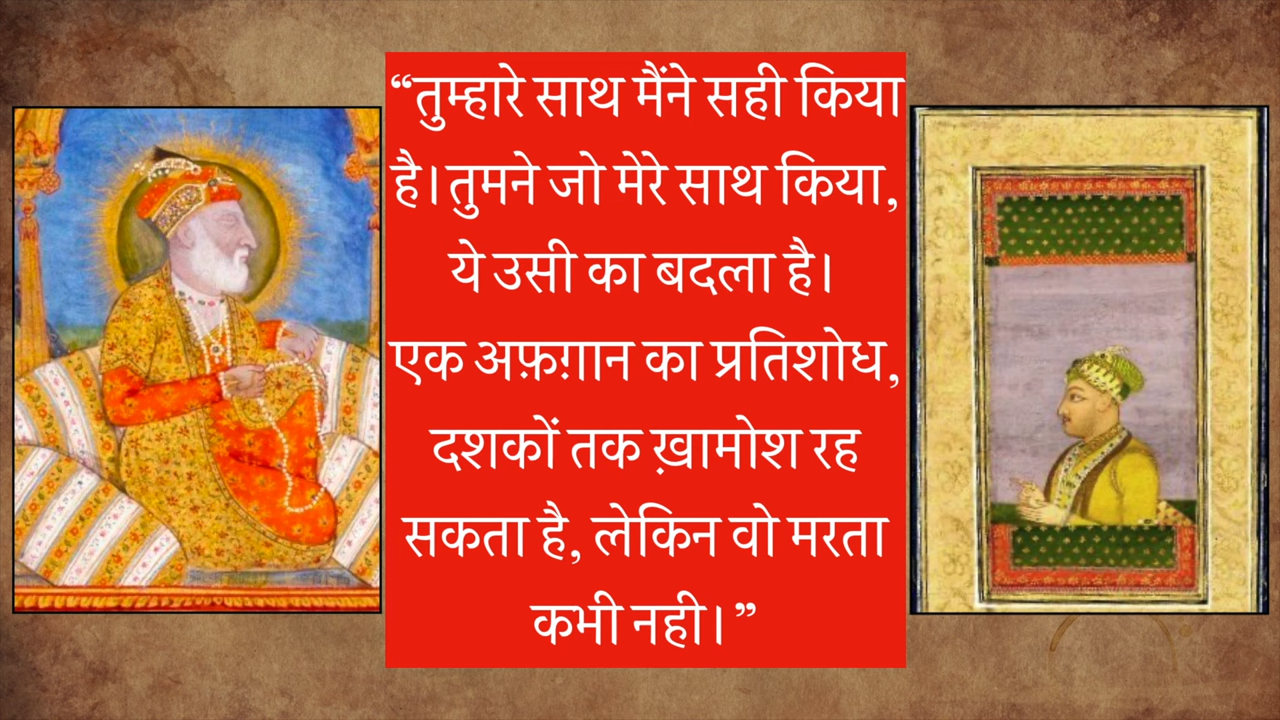 “तुम्हारे साथ मैंने सही किया
है। तुमने जो मेरे साथ किया,
ये उसी का बदला है।
एक अफ़ग़ान का प्रतिशोध,
दशकों तक ख़ामोश रह
सकता है, लेकिन वो मरता
कभी नही।”